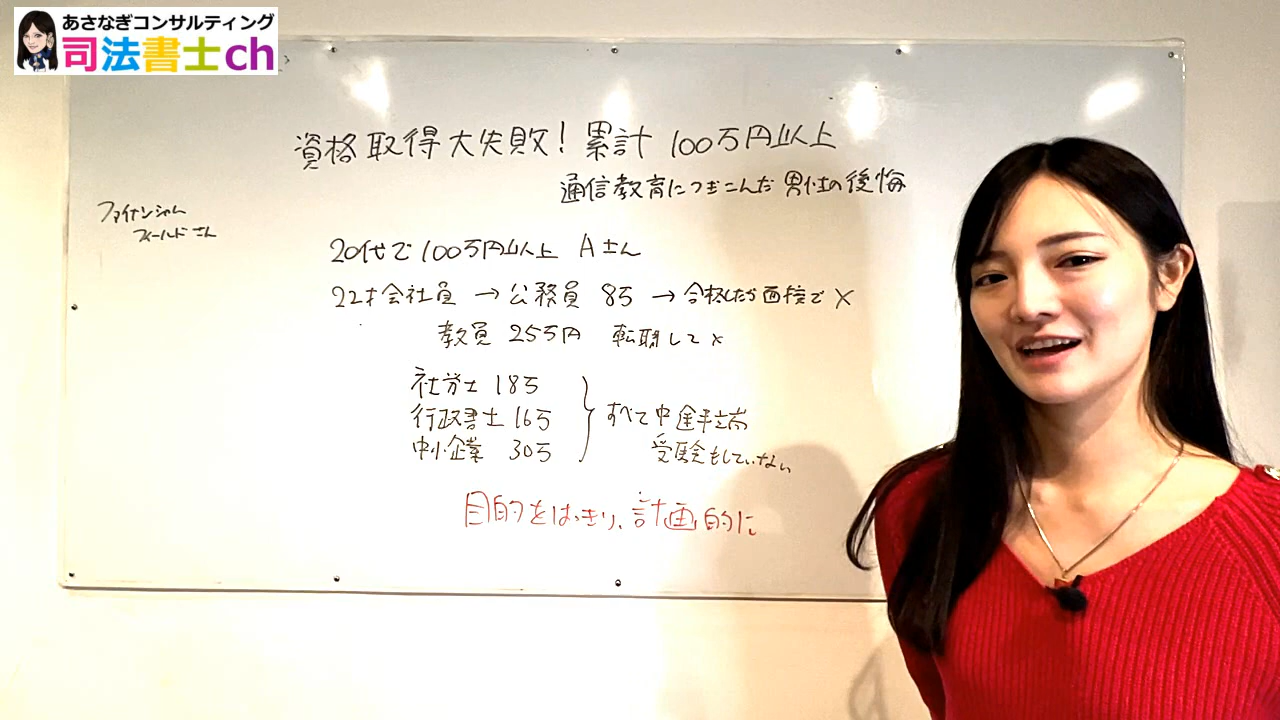 あさなぎコンサルティング
司法書士ch
資格取得大失敗！累計100万円以上
通信教育につぎこんだ男性の後悔
ファイナンシャル
フィールドさん
20代で100万円以上 Aさん
22才会社員 → 公務員 8万 → 合格したが面接で×
教員 25万円 転職して×
社労士 18万
行政書士 16万
中小企業 30万
すべて中途半端
受験もしていない
目的をはっきり、計画的に